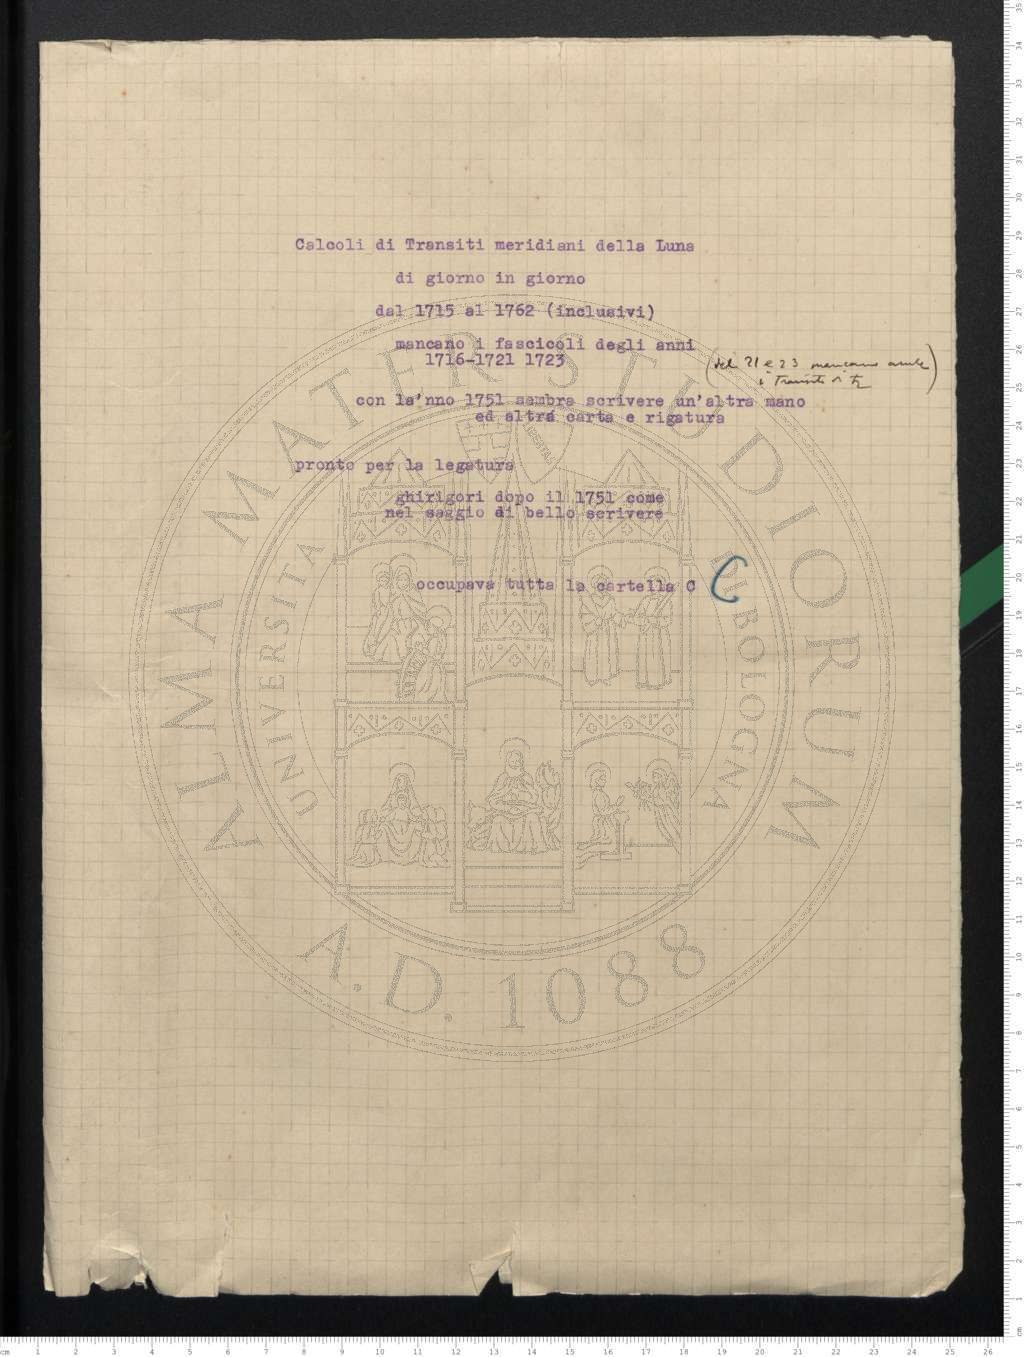 Calcoli di Transiti meridiani della Luna
di giorno in giorno
dal 1715 al 1762 (inclusivi)
mancano i fascicoli degli anni
1716-1721 1723
(del 21 e 23 mancano anche
i Transiti
con la'nno 1751 sembra scrivere un'altra mano
ed altra carta e rigatura
pronto per la legatura
ghirigori dopo il 1751 come
nel saggio di bello scrivere
occupava tutta la cartella C C
ALMA MATER STUDIORUM
UNIVERSITA DI BOLOGNA
LIBERTAS
A.D. 1088